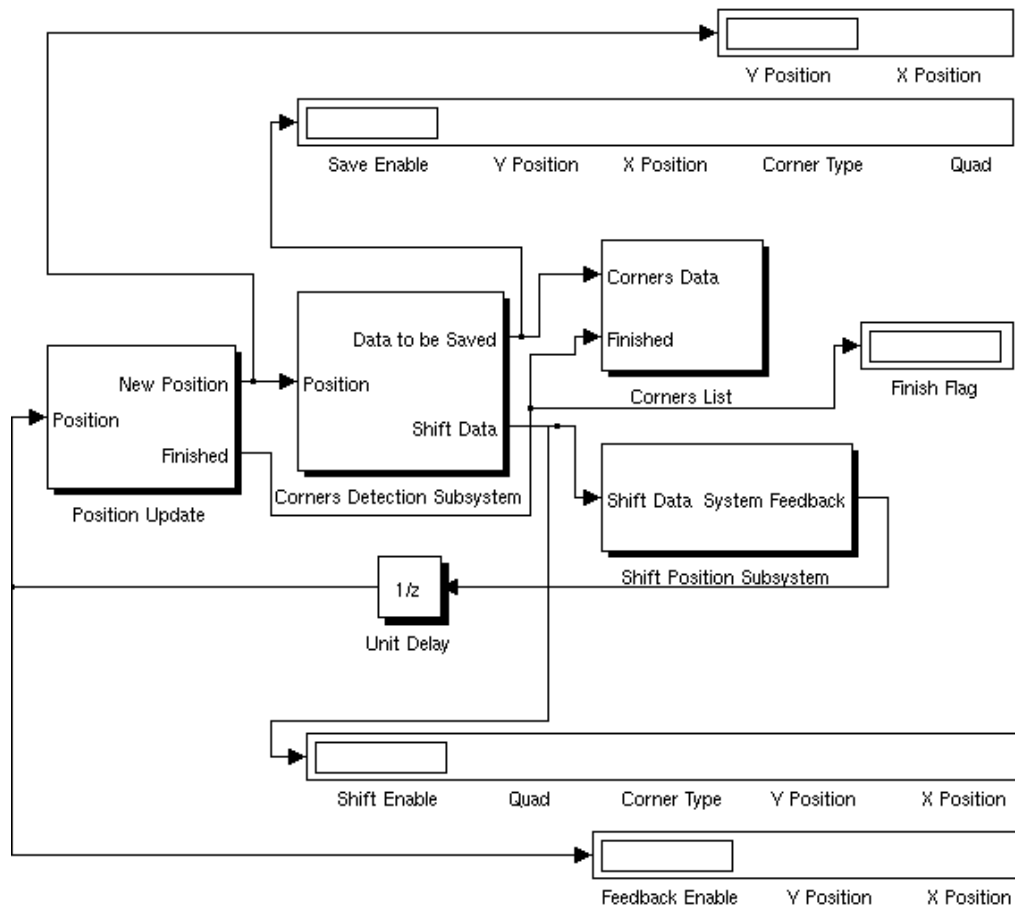 Y Position X Position
Save Enable Y Position X Position Corner Type Quad
Corners Data
Data to be Saved Finished
New Position Position Corners List Finish Flag
Position Shift Data
Finished
Corners Detection Subsystem Shift Data System Feedback
Position Update
Shift Position Subsystem
1/z
Unit Delay
Shift Enable Quad Corner Type Y Position X Position
Feedback Enable Y Position X Position